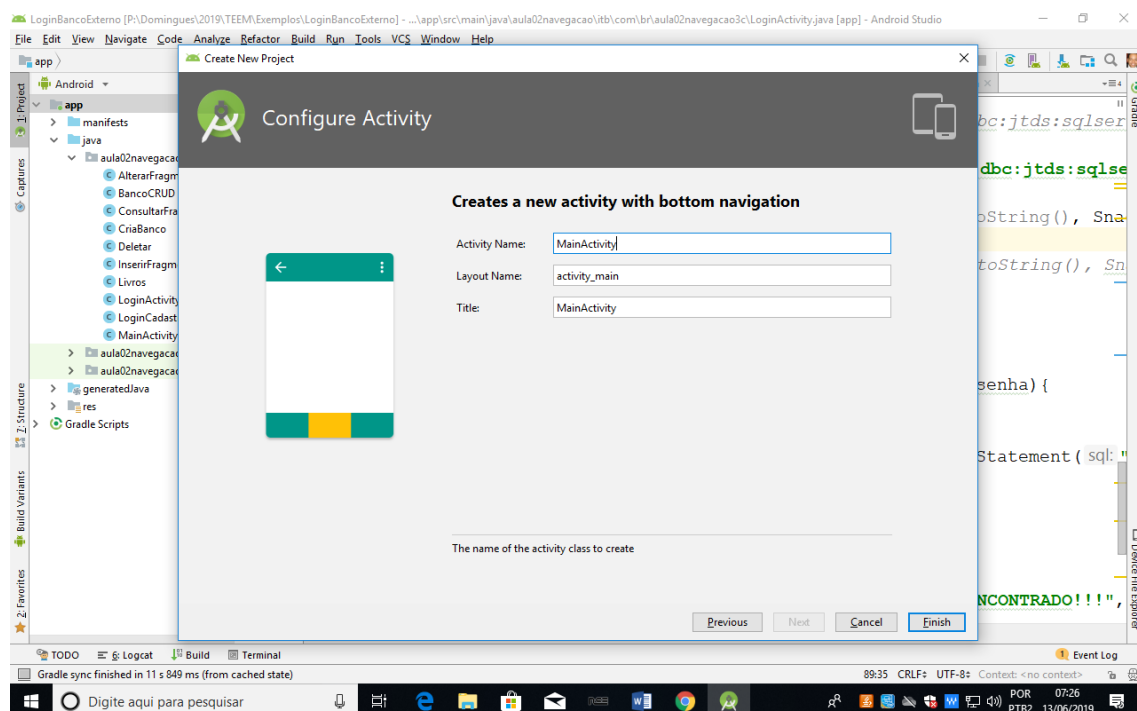 LoginBancoExterno [P:\Domingues\2019\TEEM\Exemplos\LoginBancoExterno] - ...\app\src\main\java\aula02navegacao\itb\com\br\aula02navegacao3c\LoginActivity.java [app] - Android Studio
File Edit View Navigate Code Analyze Refactor Build Run Tools VCS Window Help
app
Create New Project
Android
1: Project
Captures
Z: Structure
Build Variants
2: Favorites
app
manifests
java
aula02navegacao
AlterarFragm
BancoCRUD
ConsultarFra
CriaBanco
Deletar
InserirFragm
Livros
LoginActivity
LoginCadast
MainActivity
aula02navegacao
aula02navegacao
generatedJava
res
Gradle Scripts
Configure Activity
Creates a new activity with bottom navigation
Activity Name: MainActivity
Layout Name: activity_main
Title: MainActivity
The name of the activity class to create
Previous Next Cancel Finish
bc:jtds:sqlser
dbc:jtds:sqlse
oString(), Sna
toString(), Sn
senha){
Statement( sql: "
NCONTRADO!!!",
Gradle
Device File Explorer
TODO 6: Logcat Build Terminal
1 Event Log
Gradle sync finished in 11 s 849 ms (from cached state)
89:35 CRLF÷ UTF-8÷ Context: <no context>
Digite aqui para pesquisar
POR
PTB2
07:26
13/06/2019